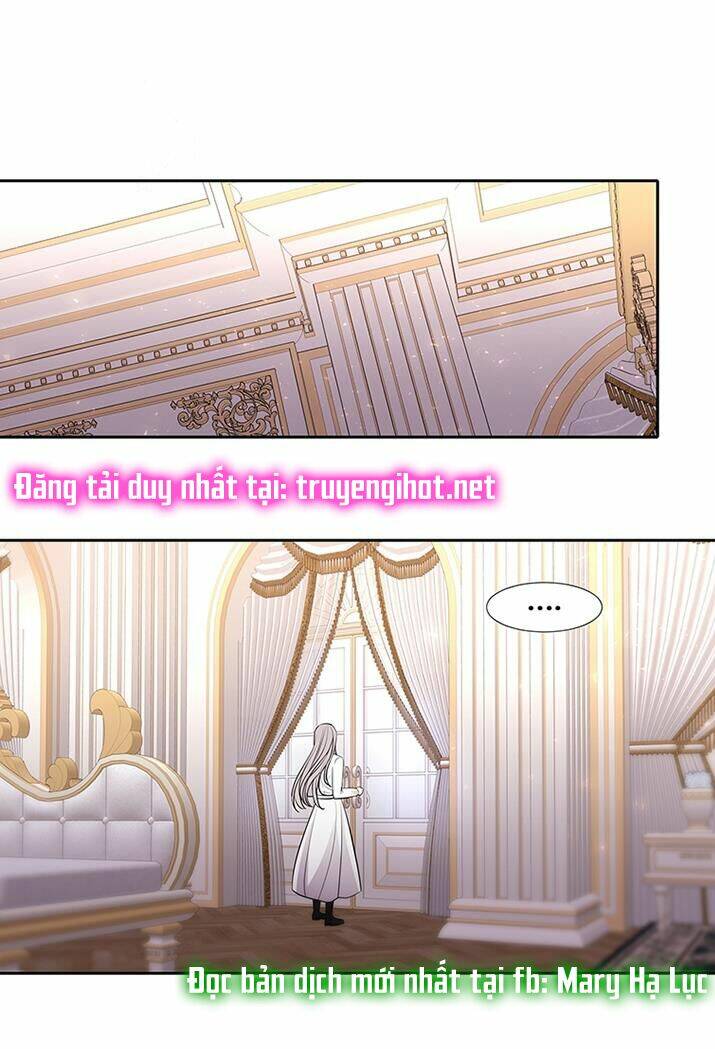 Đăng tải duy nhất tại: truyengihot.net
....
Đọc bản dịch mới nhất tại fb: Mary Hạ Lục